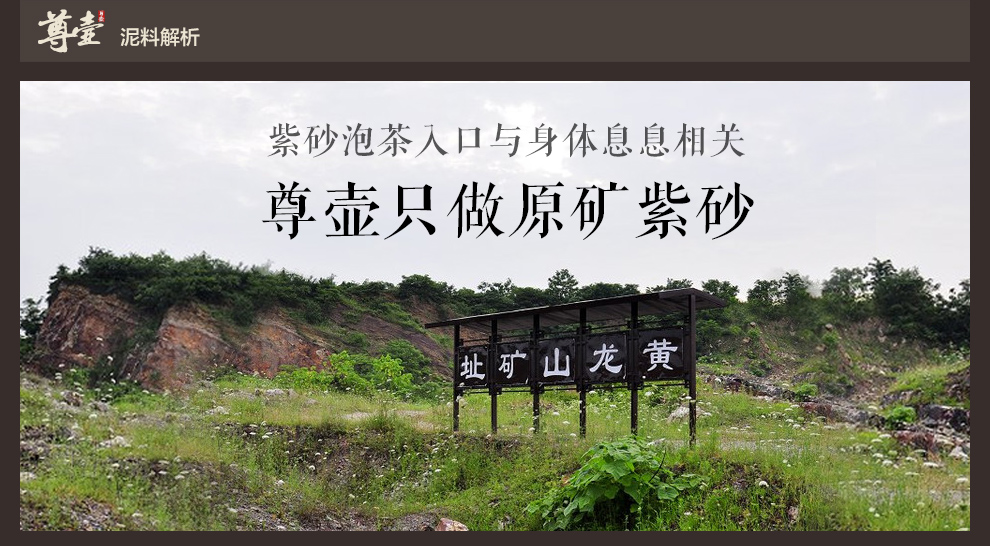 尊壶 泥料解析
紫砂泡茶入口与身体息息相关
尊壶只做原矿紫砂
黄龙山矿址